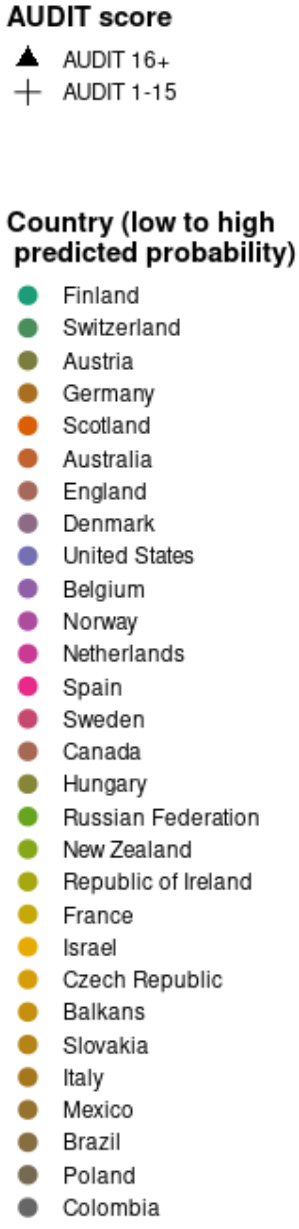 AUDIT score
AUDIT 16+
AUDIT 1-15
Country (low to high
predicted probability)
Finland
Switzerland
Austria
Germany
Scotland
Australia
England
Denmark
United States
Belgium
Norway
Netherlands
Spain
Sweden
Canada
Hungary
Russian Federation
New Zealand
Republic of Ireland
France
Israel
Czech Republic
Balkans
Slovakia
Italy
Mexico
Brazil
Poland
Colombia